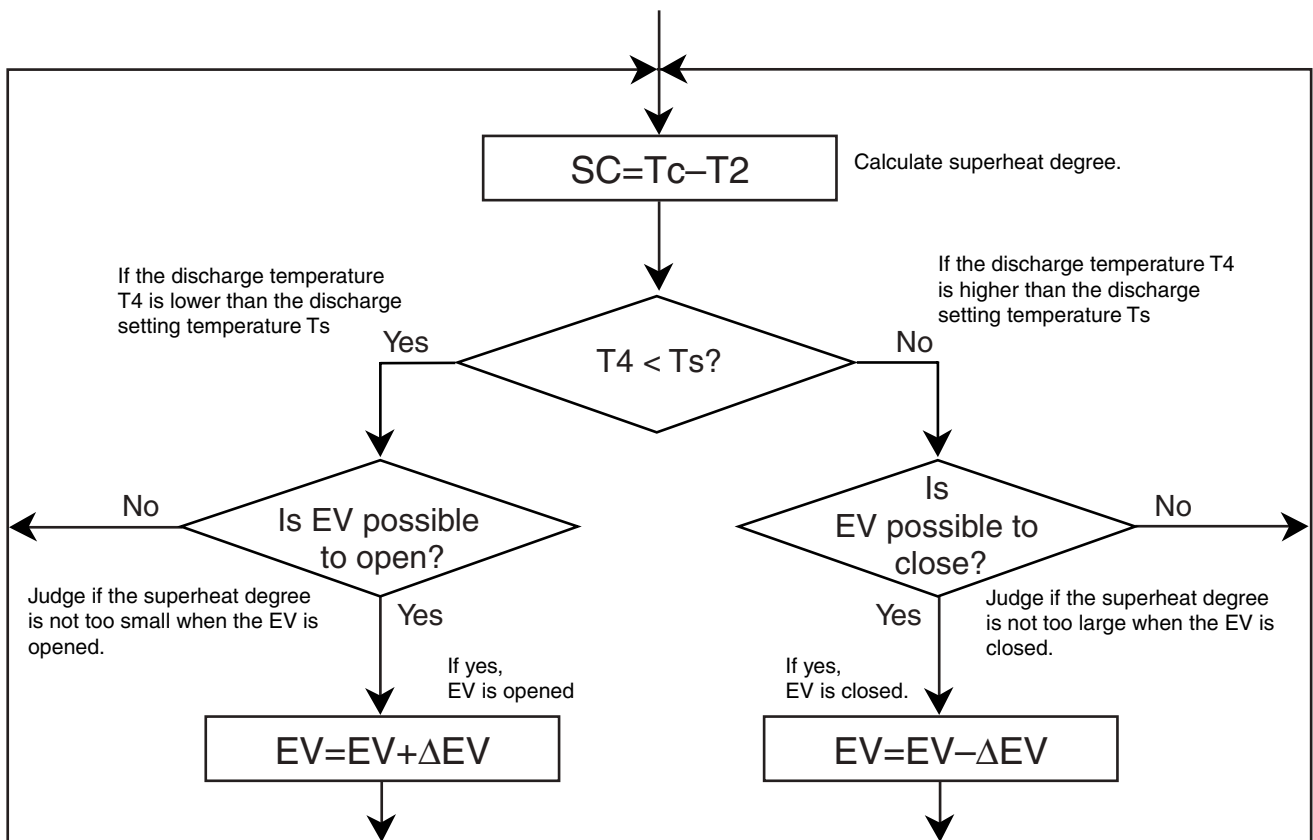 SC=Tc–T2
Calculate superheat degree.
If the discharge temperature
T4 is lower than the discharge
setting temperature Ts
If the discharge temperature T4
is higher than the discharge
setting temperature Ts
Yes
T4 < Ts?
No
No
Is EV possible
to open?
Is
EV possible to
close?
No
Judge if the superheat degree
is not too small when the EV is
opened.
Yes
Yes
Judge if the superheat degree
is not too large when the EV is
closed.
If yes,
EV is opened
If yes,
EV is closed.
EV=EV+ΔEV
EV=EV–ΔEV